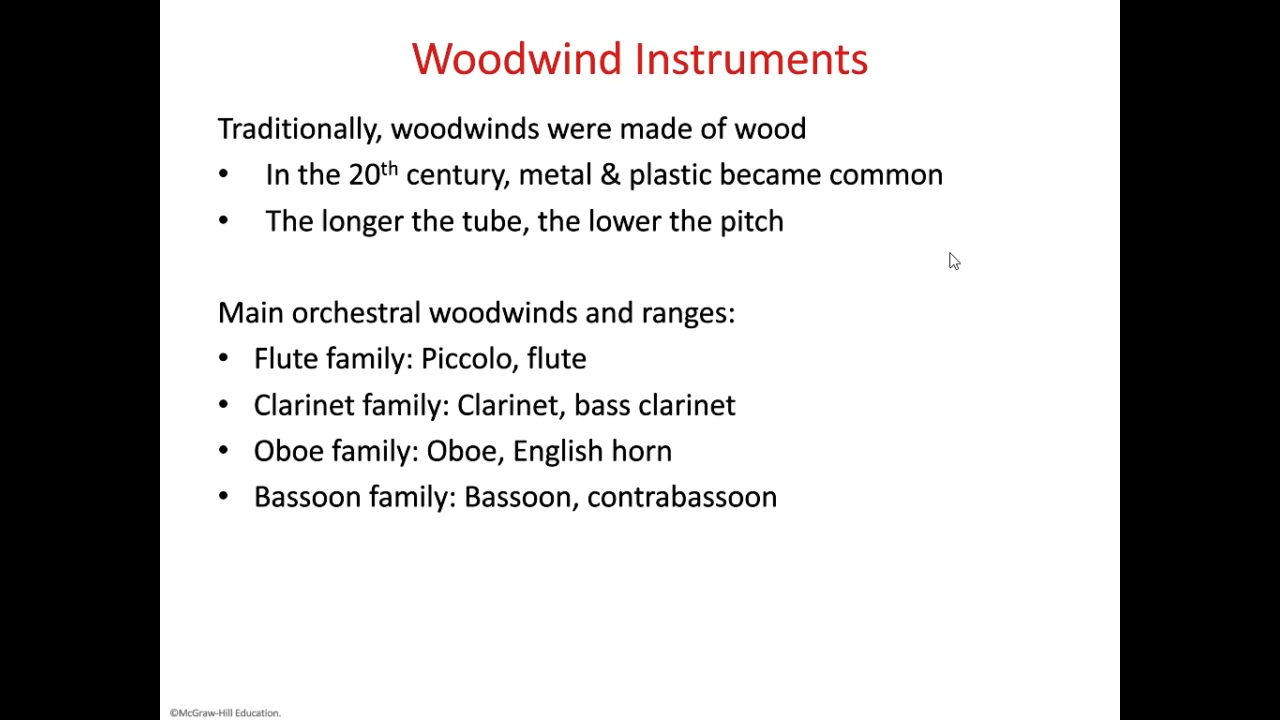 Woodwind Instruments
Traditionally, woodwinds were made of wood
• In the 20th century, metal & plastic became common
• The longer the tube, the lower the pitch
Main orchestral woodwinds and ranges:
• Flute family: Piccolo, flute
• Clarinet family: Clarinet, bass clarinet
• Oboe family: Oboe, English horn
• Bassoon family: Bassoon, contrabassoon
©McGraw-Hill Education.